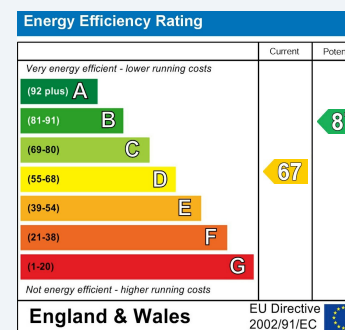 Energy Efficiency Rating
Current
Very energy efficient - lower running costs
(92 plus) A
(81-91) B
(69-80) C
(55-68) D
67
(39-54) E
(21-38) F
(1-20) G
Not energy efficient - higher running costs
England & Wales
EU Directive
2002/91/EC